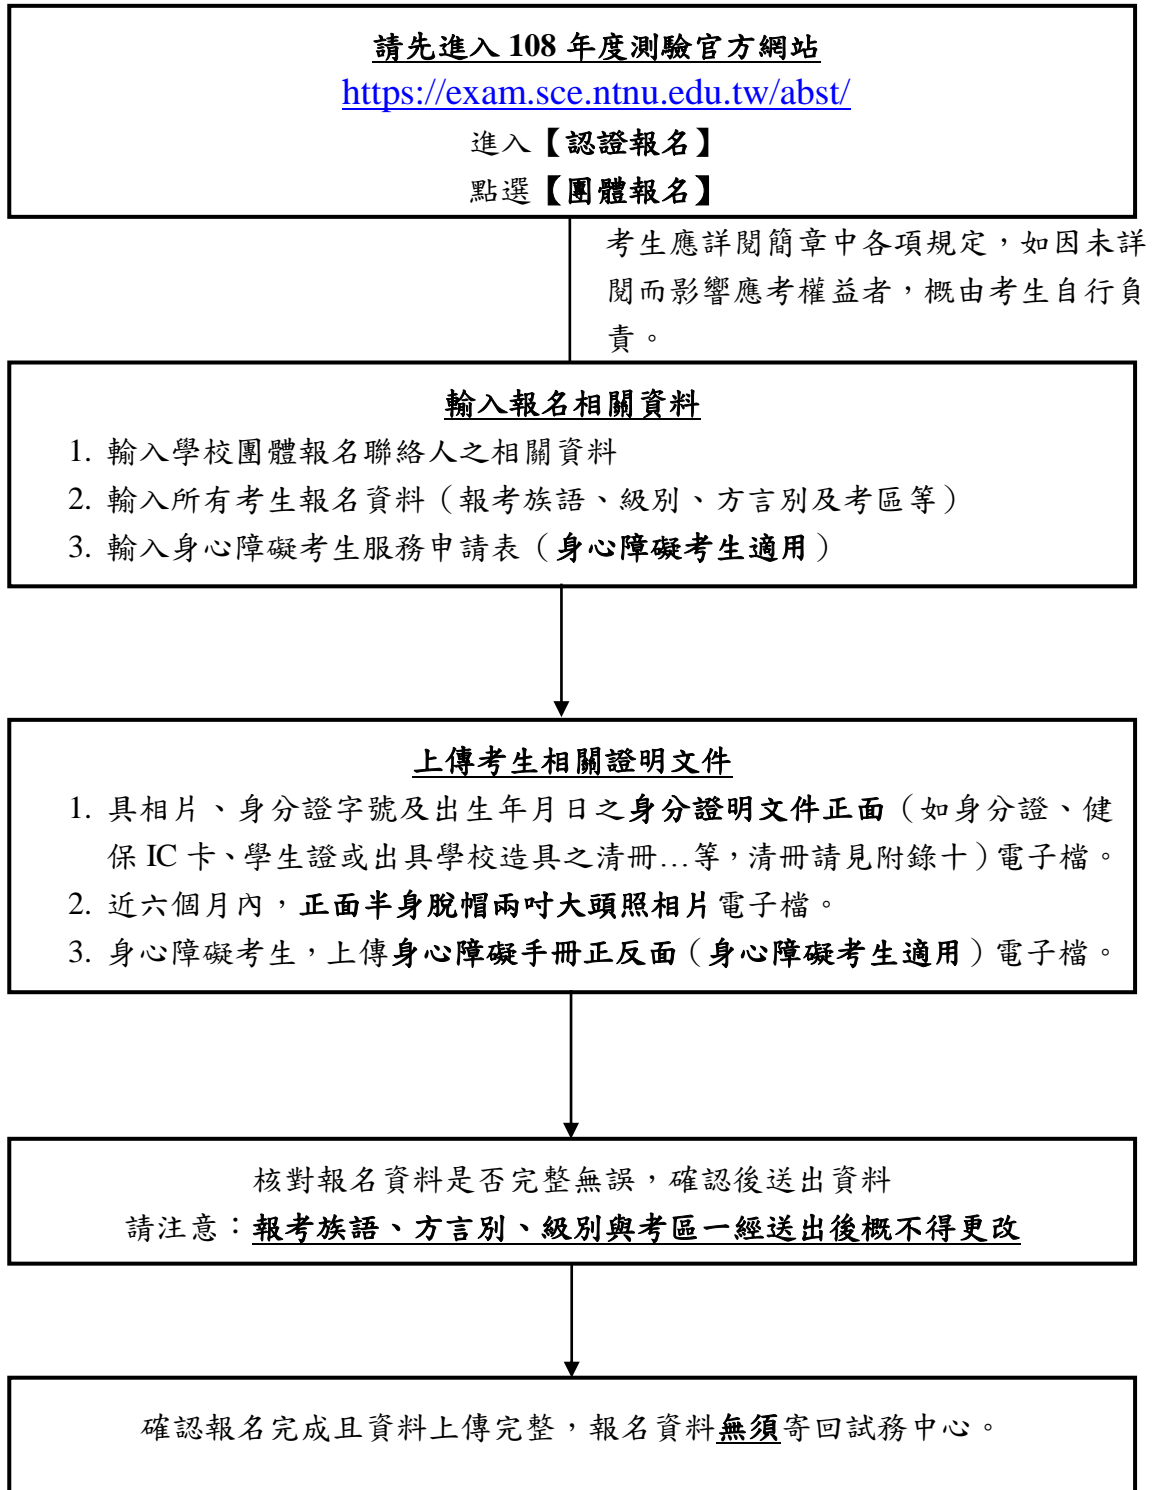 請先進入 108 年度測驗官方網站
https://exam.sce.ntnu.edu.tw/abst/
進入【認證報名】
點選【團體報名】
考生應詳閱簡章中各項規定，如因未詳
閱而影響應考權益者，概由考生自行負
責。
輸入報名相關資料
1. 輸入學校團體報名聯絡人之相關資料
2. 輸入所有考生報名資料（報考族語、級別、方言別及考區等）
3. 輸入身心障礙考生服務申請表（身心障礙考生適用）
上傳考生相關證明文件
1. 具相片、身分證字號及出生年月日之身分證明文件正面（如身分證、健
保 IC 卡、學生證或出具學校造具之清冊…等，清冊請見附錄十）電子檔。
2. 近六個月內，正面半身脫帽兩吋大頭照相片電子檔。
3. 身心障礙考生，上傳身心障礙手冊正反面（身心障礙考生適用）電子檔。
核對報名資料是否完整無誤，確認後送出資料
請注意：報考族語、方言別、級別與考區一經送出後概不得更改
確認報名完成且資料上傳完整，報名資料無須寄回試務中心。